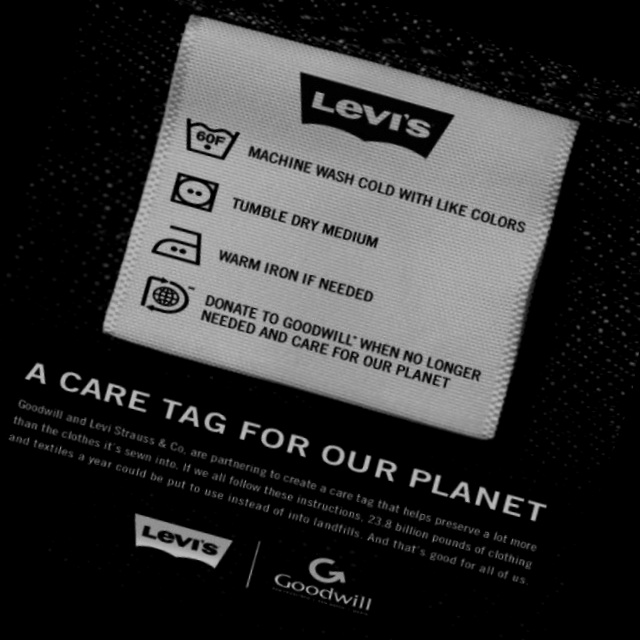 Levi's
60F
MACHINE WASH COLD WITH LIKE COLORS
TUMBLE DRY MEDIUM
WARM IRON IF NEEDED
DONATE TO GOODWILL® WHEN NO LONGER
NEEDED AND CARE FOR OUR PLANET
A CARE TAG FOR OUR PLANET
Goodwill and Levi Strauss & Co. are partnering to create a care tag that helps preserve a lot more
than the clothes it's sewn into. If we all follow these instructions, 23.8 billion pounds of clothing
and textiles a year could be put to use instead of into landfills. And that's good for all of us.
Levi's
Goodwill